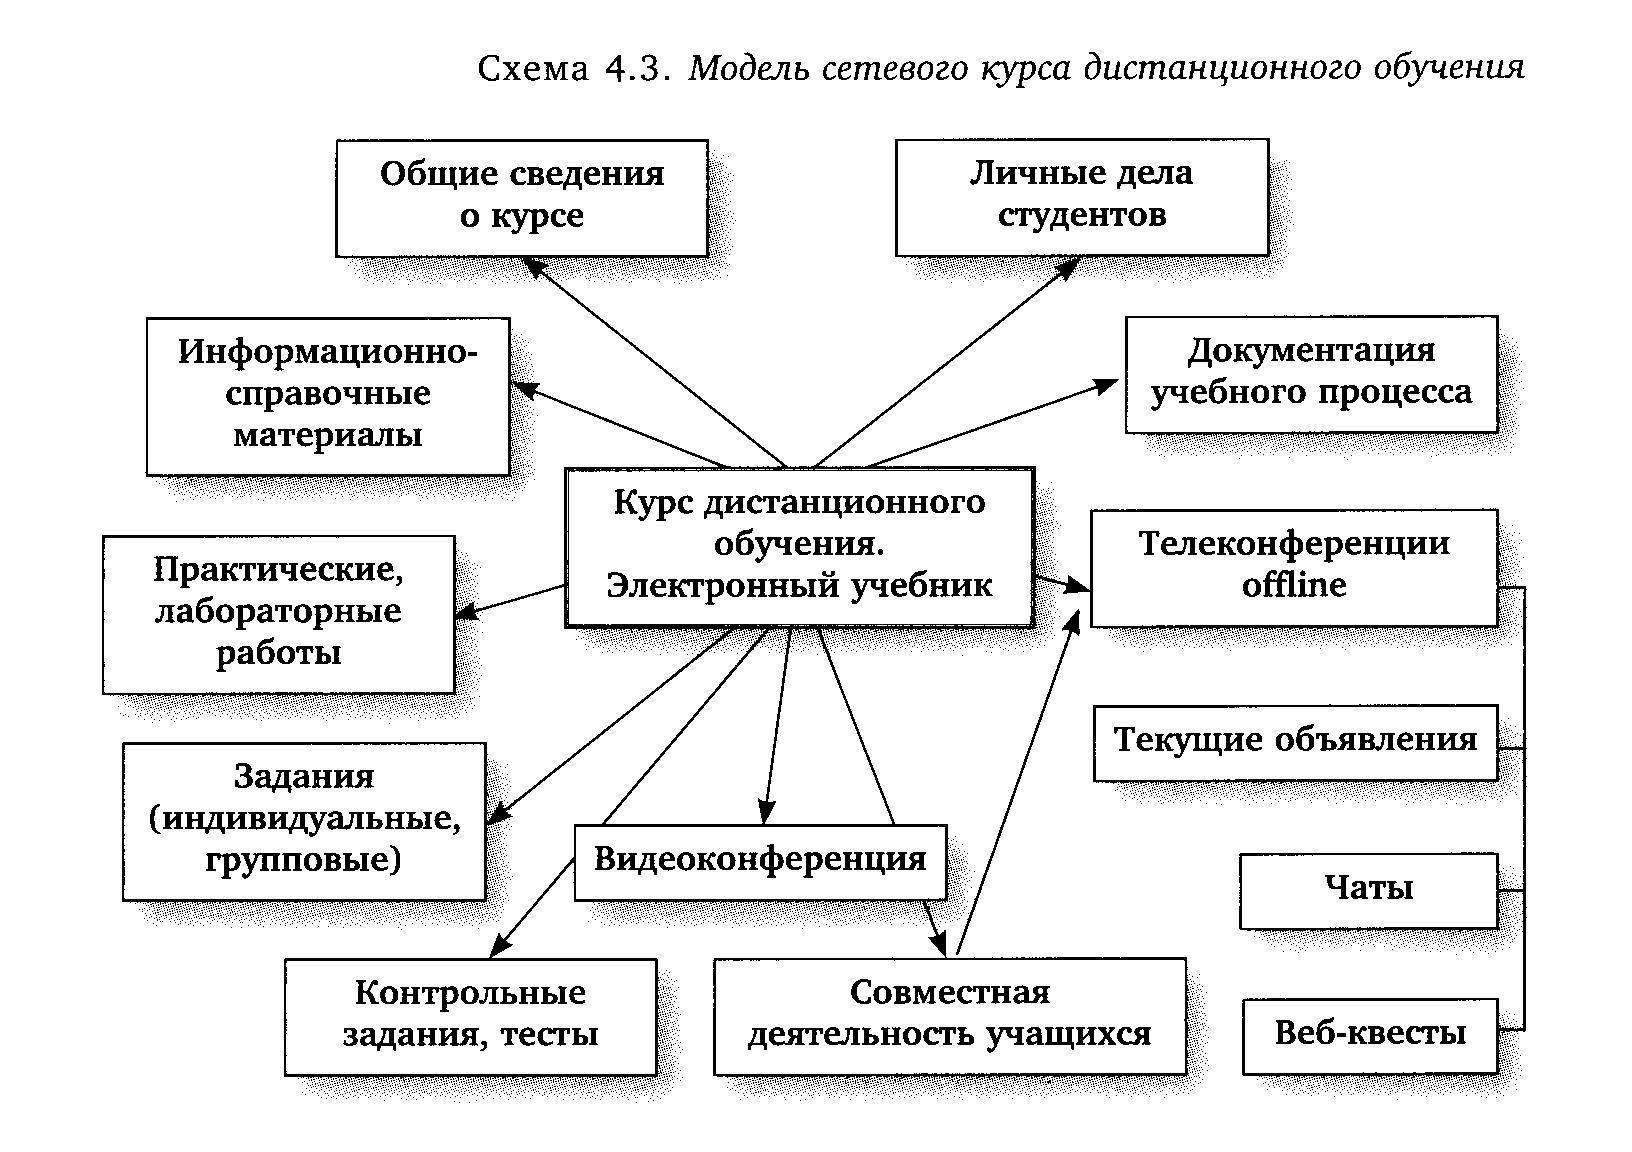 Схема 4.3. Модель сетевого курса дистанционного обучения
Общие сведения
о курсе
Личные дела
студентов
Информационно-
справочные
материалы
Документация
учебного процесса
Курс дистанционного
обучения.
Электронный учебник
Телеконференции
offline
Практические,
лабораторные
работы
Текущие объявления
Задания
(индивидуальные,
групповые)
Видеоконференция
Чаты
Контрольные
задания, тесты
Совместная
деятельность учащихся
Веб-квесты